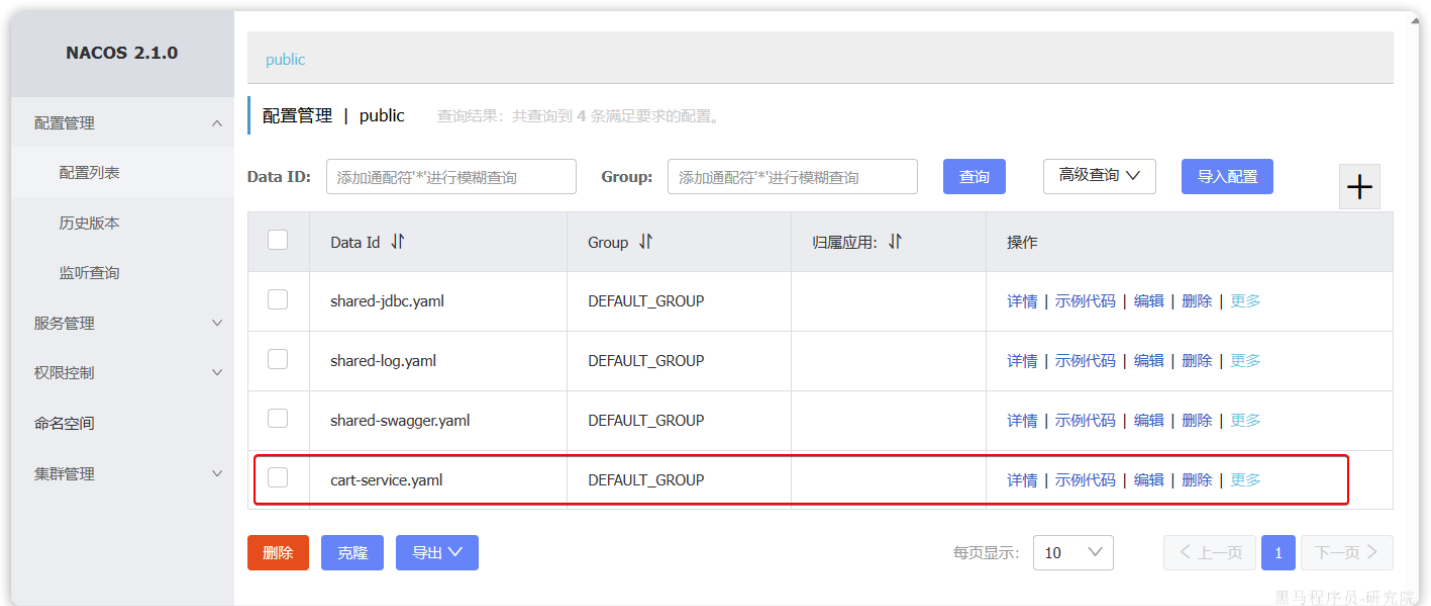 NACOS 2.1.0
public
配置管理
配置列表
历史版本
监听查询
服务管理
权限控制
命名空间
集群管理
配置管理 | public 查询结果：共查询到 4 条满足要求的配置。
Data ID: 添加通配符'*'进行模糊查询 Group: 添加通配符'*'进行模糊查询 查询 高级查询 导入配置 +
Data Id Group 归属应用: 操作
shared-jdbc.yaml DEFAULT_GROUP 详情 | 示例代码 | 编辑 | 删除 | 更多
shared-log.yaml DEFAULT_GROUP 详情 | 示例代码 | 编辑 | 删除 | 更多
shared-swagger.yaml DEFAULT_GROUP 详情 | 示例代码 | 编辑 | 删除 | 更多
cart-service.yaml DEFAULT_GROUP 详情 | 示例代码 | 编辑 | 删除 | 更多
删除 克隆 导出 每页显示: 10 上一页 1 下一页
黑马程序员-研究院